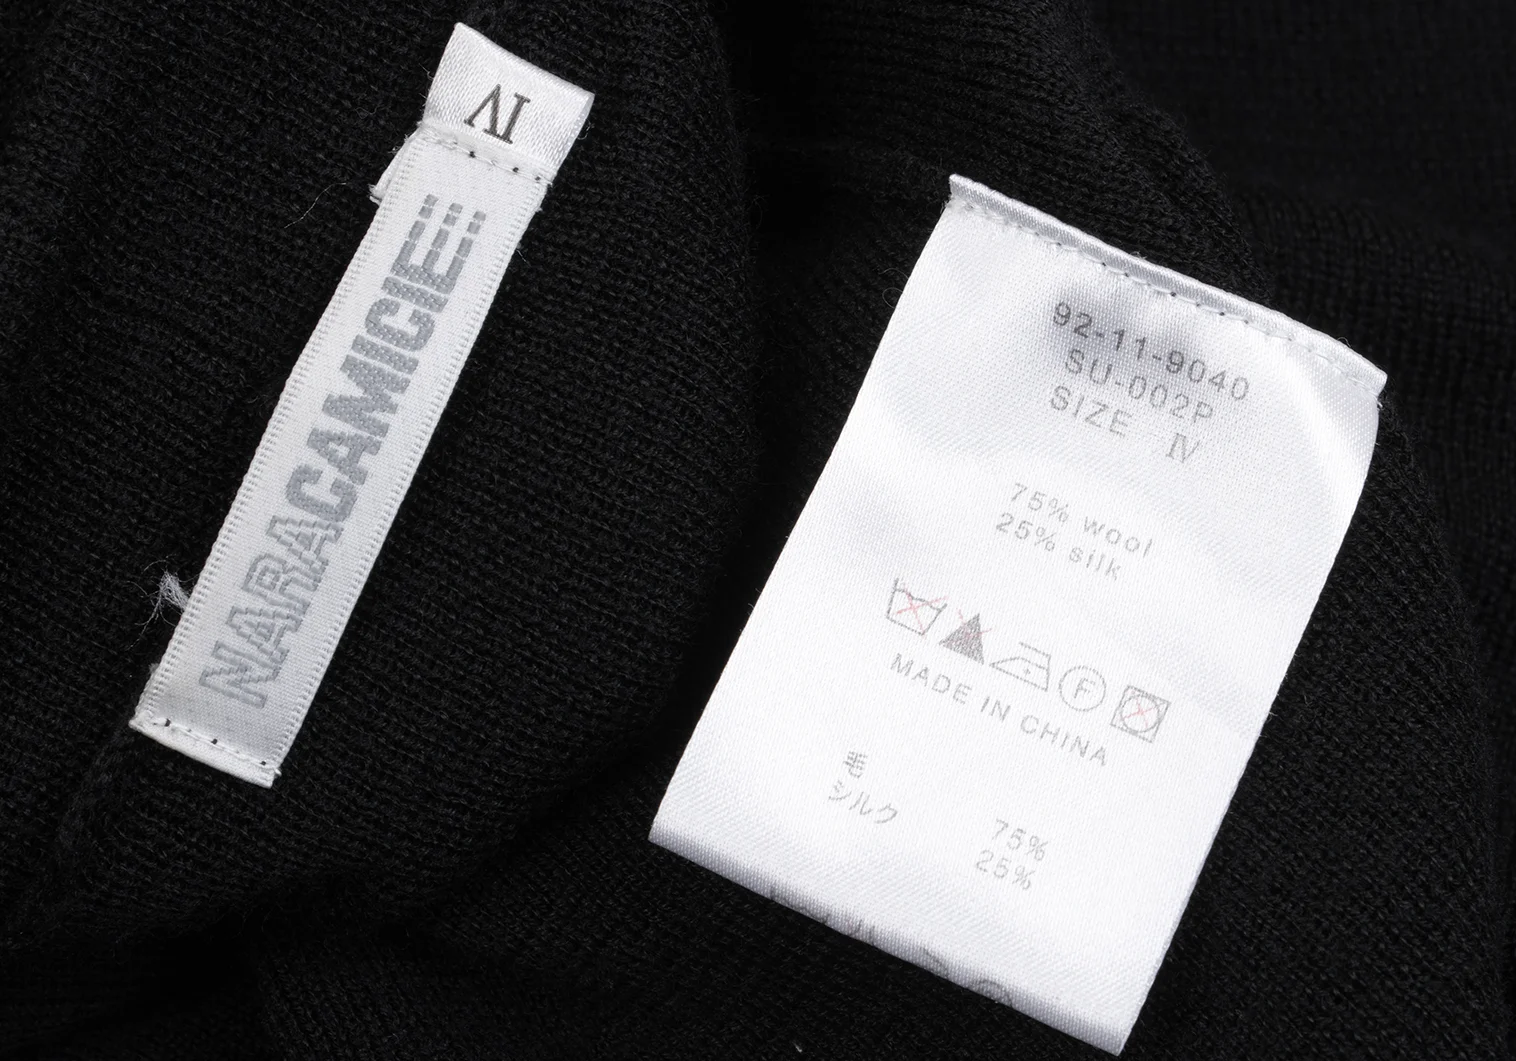 IV
NARACAMICIE
92-11-9040
SU-002P
SIZE IV
75% wool
25% silk
F
MADE IN CHINA
毛 75%
シルク 25%